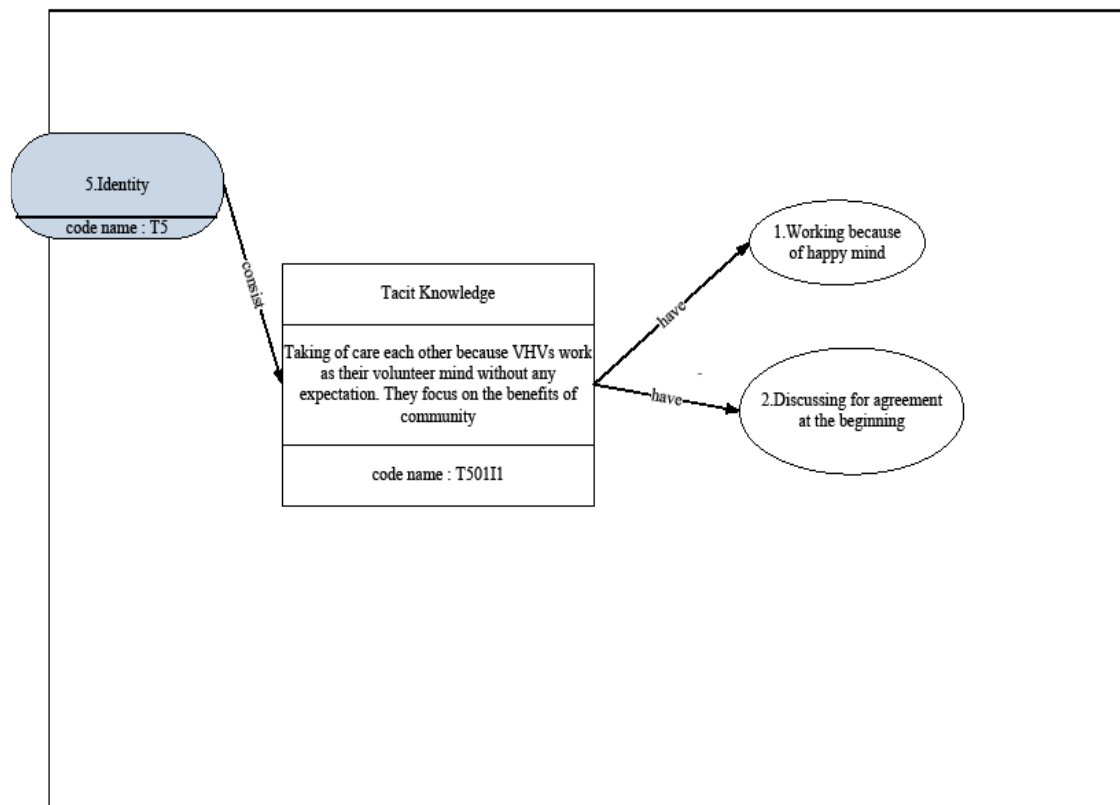 5.Identity
code name : T5
consist
Tacit Knowledge
Taking of care each other because VHVs work
as their volunteer mind without any
expectation. They focus on the benefits of
community
code name : T501I1
have
1.Working because
of happy mind
have
2.Discussing for agreement
at the beginning